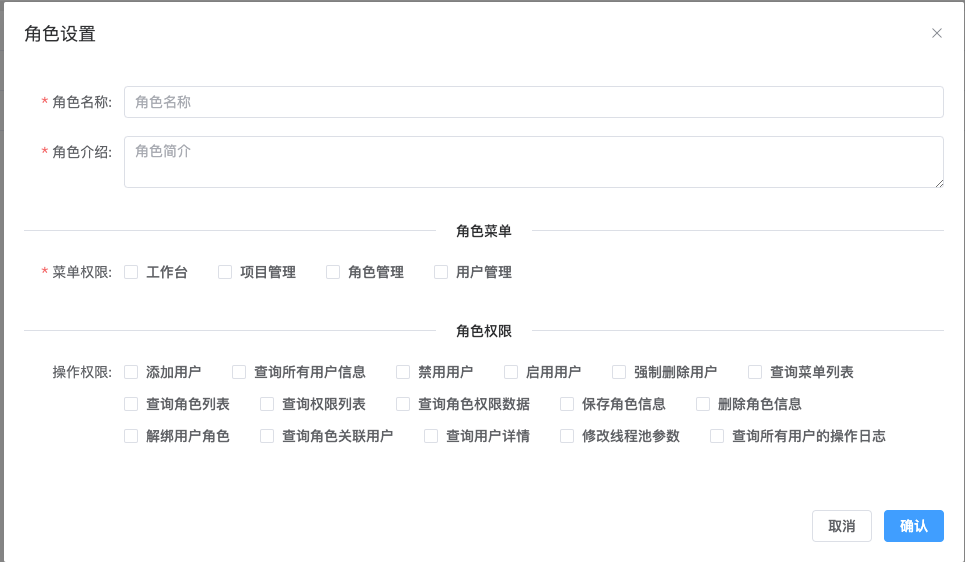 角色设置
* 角色名称: 角色名称
* 角色介绍: 角色简介
角色菜单
* 菜单权限: 工作台 项目管理 角色管理 用户管理
角色权限
操作权限: 添加用户 查询所有用户信息 禁用用户 启用用户 强制删除用户 查询菜单列表
查询角色列表 查询权限列表 查询角色权限数据 保存角色信息 删除角色信息
解绑用户角色 查询角色关联用户 查询用户详情 修改线程池参数 查询所有用户的操作日志
取消 确认